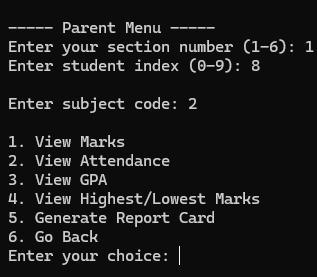 ----- Parent Menu -----
Enter your section number (1-6): 1
Enter student index (0-9): 8
Enter subject code: 2
1. View Marks
2. View Attendance
3. View GPA
4. View Highest/Lowest Marks
5. Generate Report Card
6. Go Back
Enter your choice: